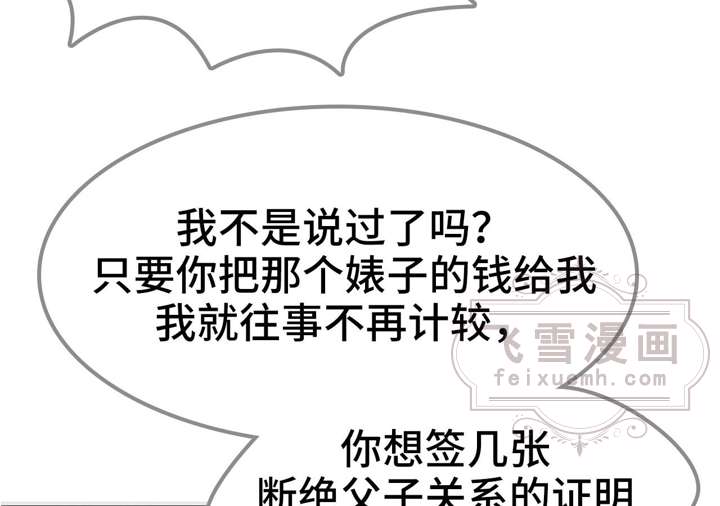 我不是说过了吗？
只要你把那个婊子的钱给我
我就往事不再计较，
飞雪漫画
feixuemh.com
你想签几张
断绝父子关系的证明